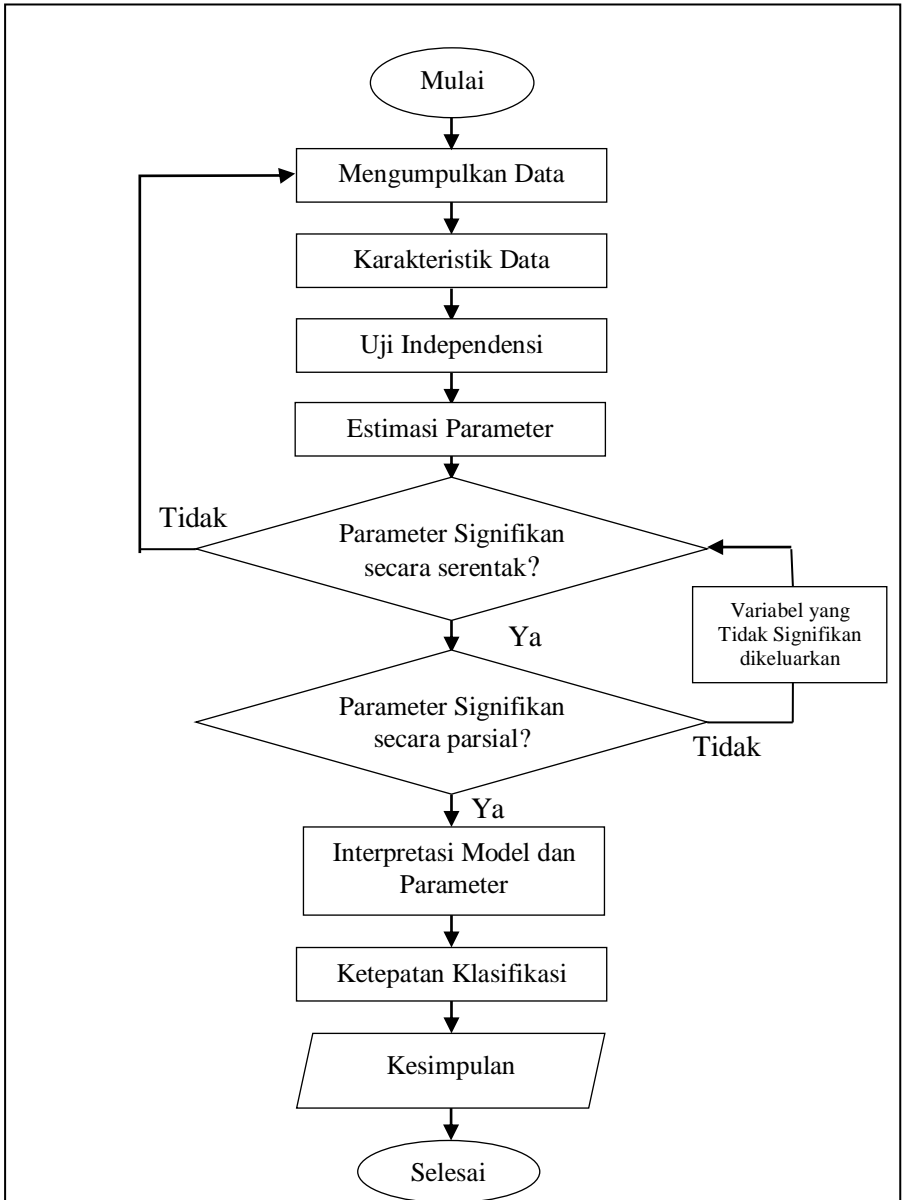 Mulai
Mengumpulkan Data
Karakteristik Data
Uji Independensi
Estimasi Parameter
Tidak
Parameter Signifikan
secara serentak?
Variabel yang
Tidak Signifikan
dikeluarkan
Ya
Parameter Signifikan
secara parsial?
Tidak
Ya
Interpretasi Model dan
Parameter
Ketepatan Klasifikasi
Kesimpulan
Selesai